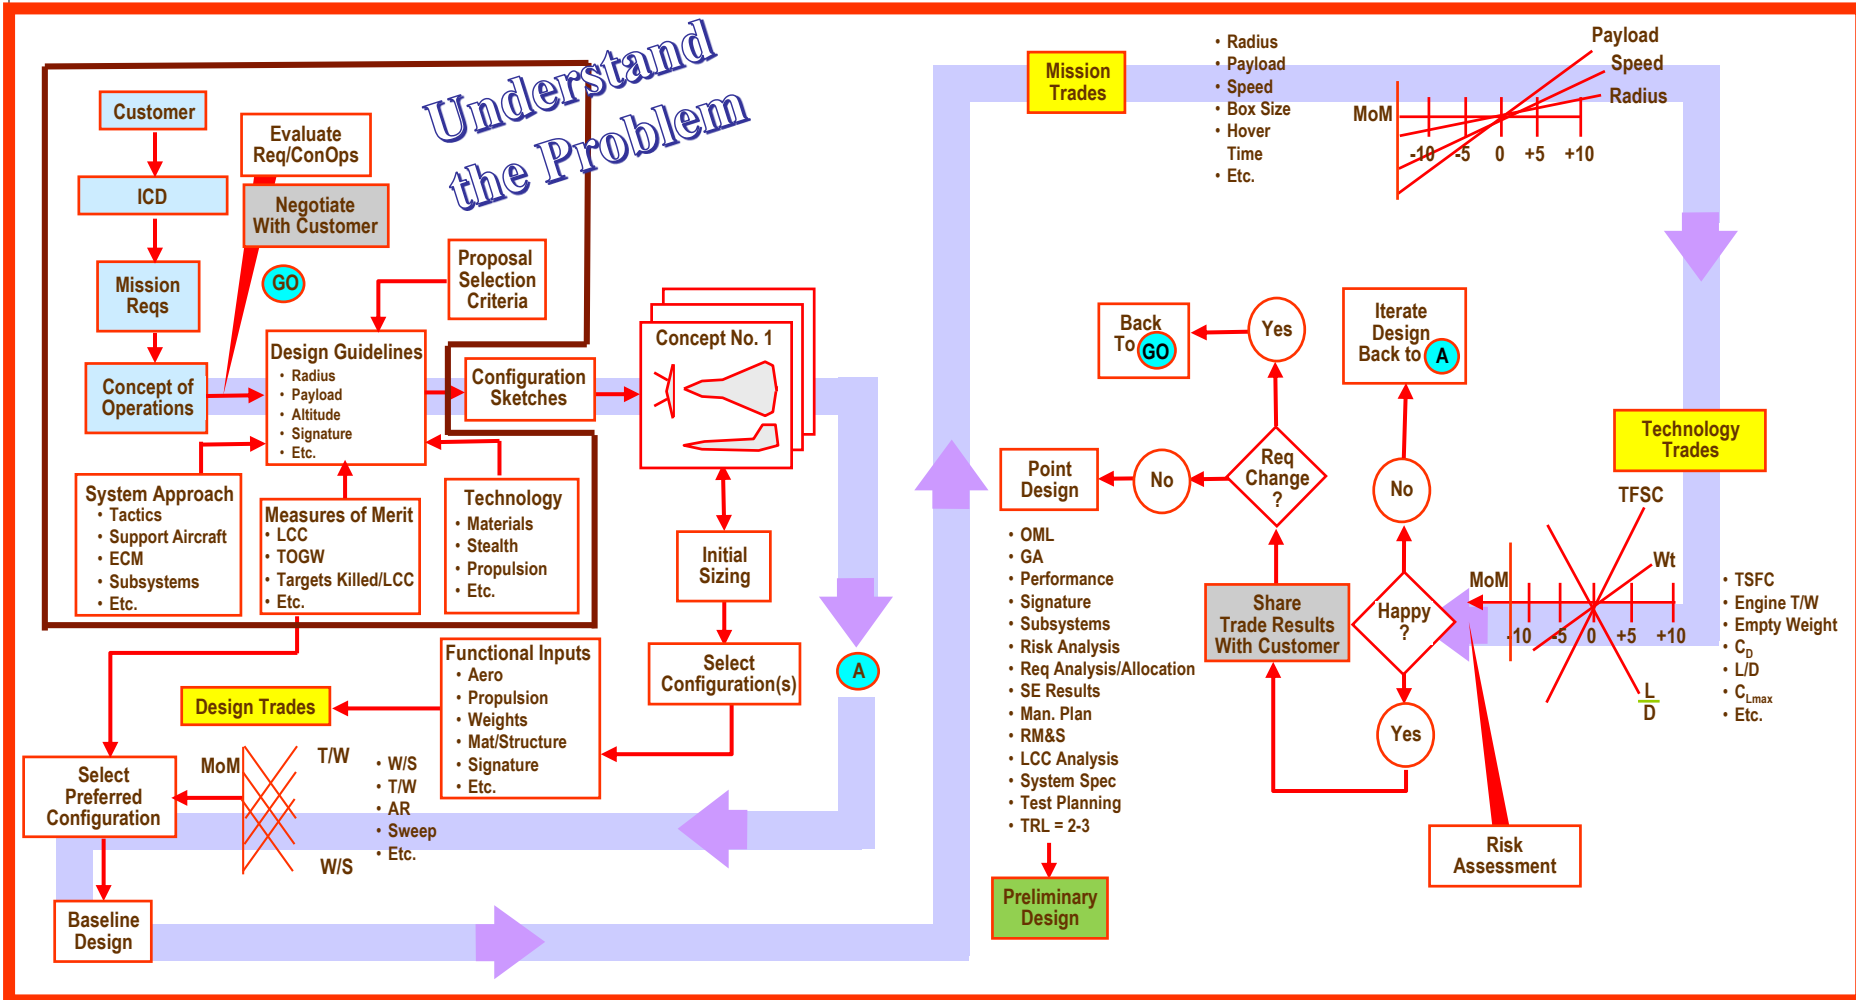 Understand
the Problem
Customer
ICD
Mission
Reqs
Concept of
Operations
Evaluate
Req/ConOps
Negotiate
With Customer
GO
Proposal
Selection
Criteria
Design Guidelines
• Radius
• Payload
• Altitude
• Signature
• Etc.
System Approach
• Tactics
• Support Aircraft
• ECM
• Subsystems
• Etc.
Measures of Merit
• LCC
• TOGW
• Targets Killed/LCC
• Etc.
Technology
• Materials
• Stealth
• Propulsion
• Etc.
Configuration
Sketches
Concept No. 1
Initial
Sizing
Select
Configuration(s)
A
Functional Inputs
• Aero
• Propulsion
• Weights
• Mat/Structure
• Signature
• Etc.
Design Trades
MoM
T/W
W/S
• W/S
• T/W
• AR
• Sweep
• Etc.
Select
Preferred
Configuration
Baseline
Design
Mission
Trades
• Radius
• Payload
• Speed
• Box Size
• Hover
Time
• Etc.
Payload
Speed
Radius
MoM
-10 -5 0 +5 +10
Technology
Trades
TFSC
Wt
MoM
-10 -5 0 +5 +10
L
D
• TSFC
• Engine T/W
• Empty Weight
• CD
• L/D
• CLmax
• Etc.
Risk
Assessment
Happy
?
No
Iterate
Design
Back to A
Yes
Share
Trade Results
With Customer
Req
Change
?
Yes
Back
To GO
No
Point
Design
• OML
• GA
• Performance
• Signature
• Subsystems
• Risk Analysis
• Req Analysis/Allocation
• SE Results
• Man. Plan
• RM&S
• LCC Analysis
• System Spec
• Test Planning
• TRL = 2-3
Preliminary
Design